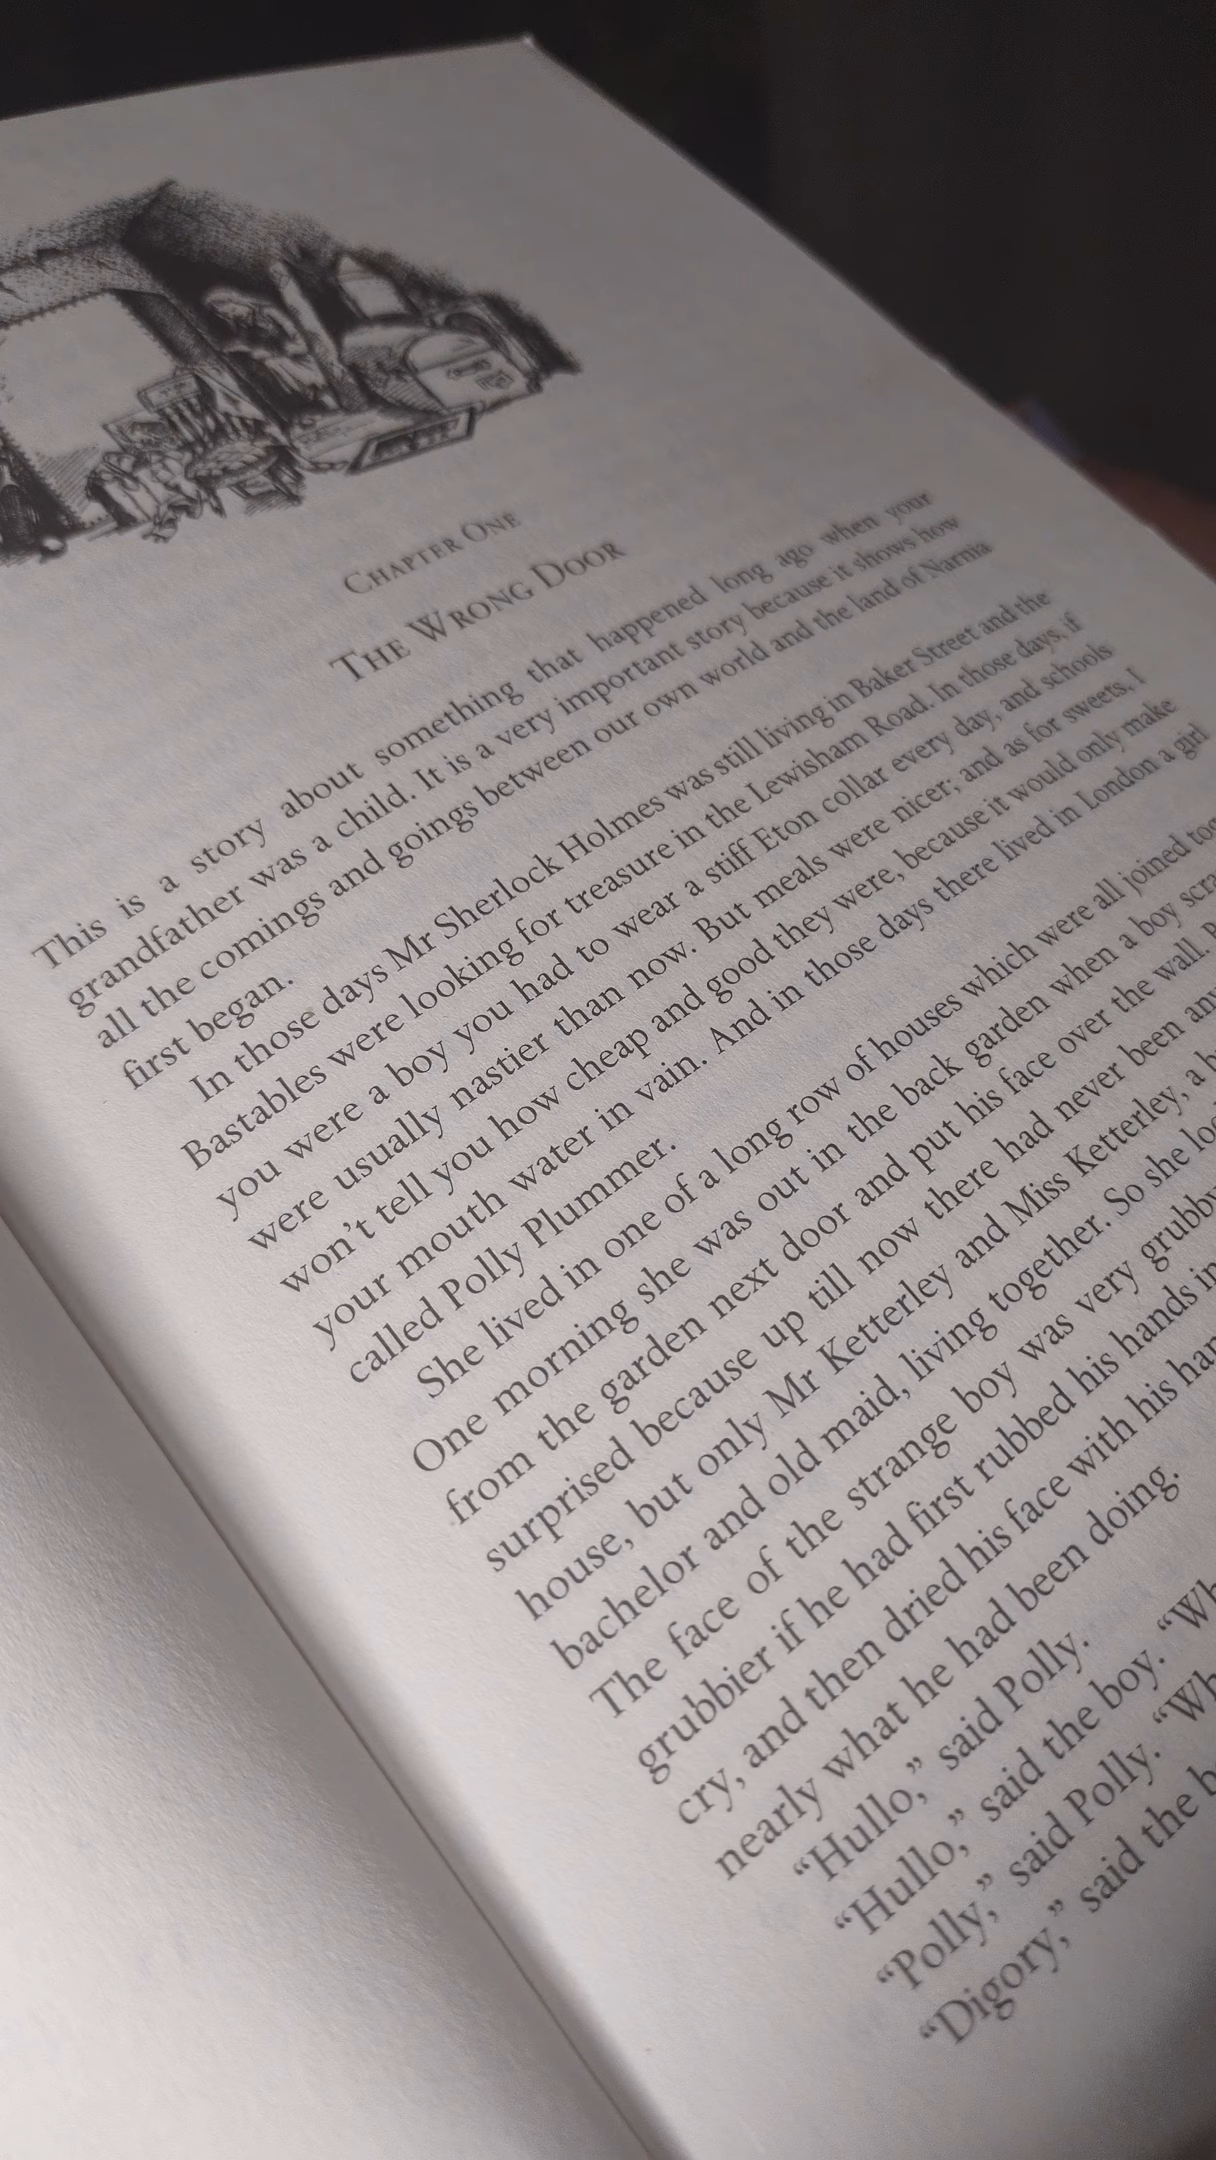 CHAPTER ONE
THE WRONG DOOR
This is a story about something that happened long ago when your
grandfather was a child. It is a very important story because it shows how
all the comings and goings between our own world and the land of Narnia
first began.
In those days Mr Sherlock Holmes was still living in Baker Street and the
Bastables were looking for treasure in the Lewisham Road. In those days, if
you were a boy you had to wear a stiff Eton collar every day, and schools
were usually nastier than now. But meals were nicer; and as for sweets, I
won't tell you how cheap and good they were, because it would only make
your mouth water in vain. And in those days there lived in London a girl
called Polly Plummer.
She lived in one of a long row of houses which were all joined
One morning she was out in the back garden when a boy
from the garden next door and put his face over the wall.
surprised because up till now there had never been
house, but only Mr Ketterley and Miss Ketterley, a
bachelor and old maid, living together. So she
The face of the strange boy was very grubby
grubbier if he had first rubbed his hands in
cry, and then dried his face with his
nearly what he had been doing.
“Hullo,” said Polly.
“Hullo,” said the boy.
“Polly,” said Polly.
“Digory,” said the